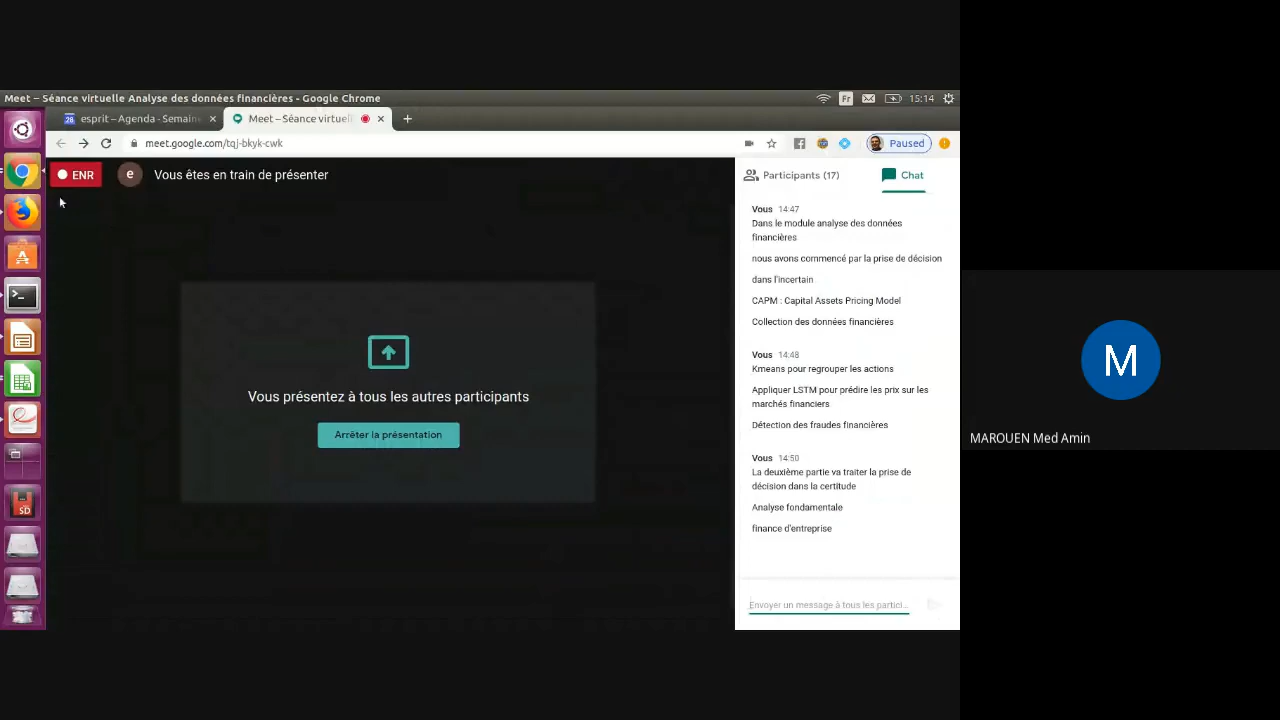 Meet – Séance virtuelle Analyse des données financières - Google Chrome
Fr
15:14
28
esprit – Agenda - Semaine
Meet – Séance virtuell
meet.google.com/tqj-bkyk-cwk
Paused
ENR
e
Vous êtes en train de présenter
Participants (17)
Chat
Vous 14:47
Dans le module analyse des données
financières
nous avons commencé par la prise de décision
dans l'incertain
CAPM : Capital Assets Pricing Model
Collection des données financières
Vous 14:48
Kmeans pour regrouper les actions
Appliquer LSTM pour prédire les prix sur les
marchés financiers
Détection des fraudes financières
Vous 14:50
La deuxième partie va traiter la prise de
décision dans la certitude
Analyse fondamentale
finance d'entreprise
Envoyer un message à tous les partici...
Vous présentez à tous les autres participants
Arrêter la présentation
SD
M
MAROUEN Med Amin